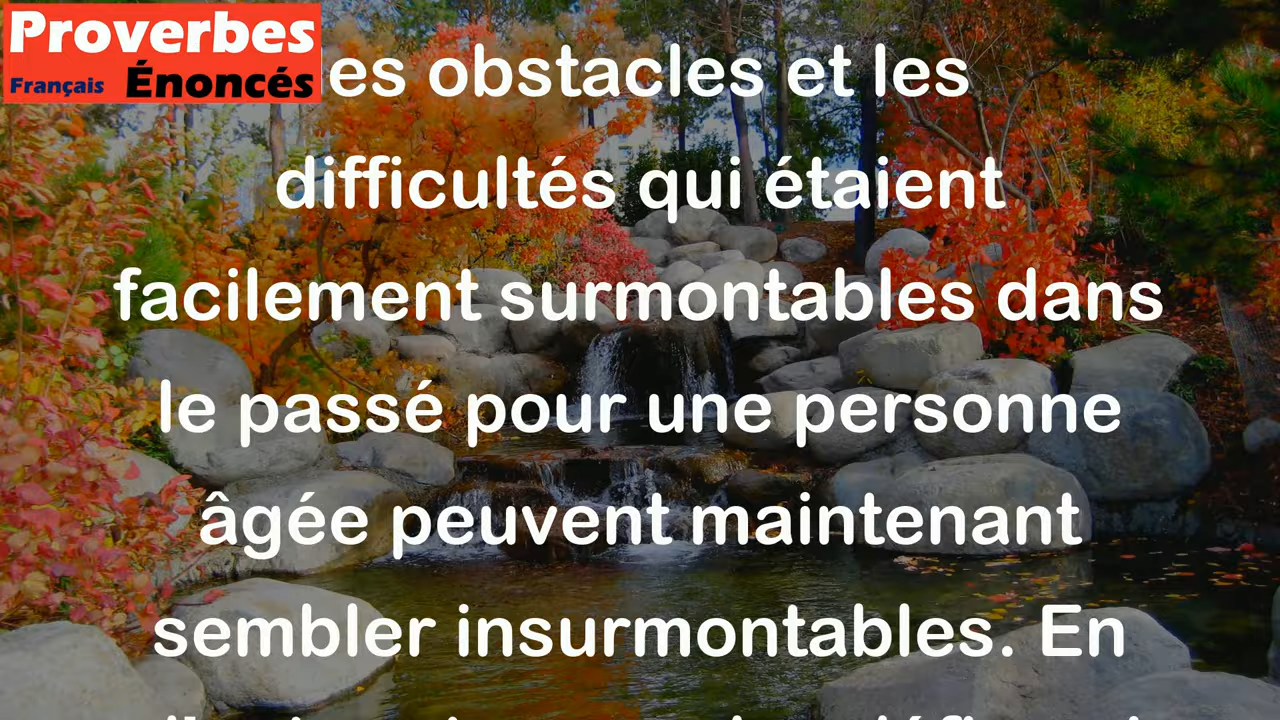 Proverbes
Français Énoncés
es obstacles et les
difficultés qui étaient
facilement surmontables dans
le passé pour une personne
âgée peuvent maintenant
sembler insurmontables. En